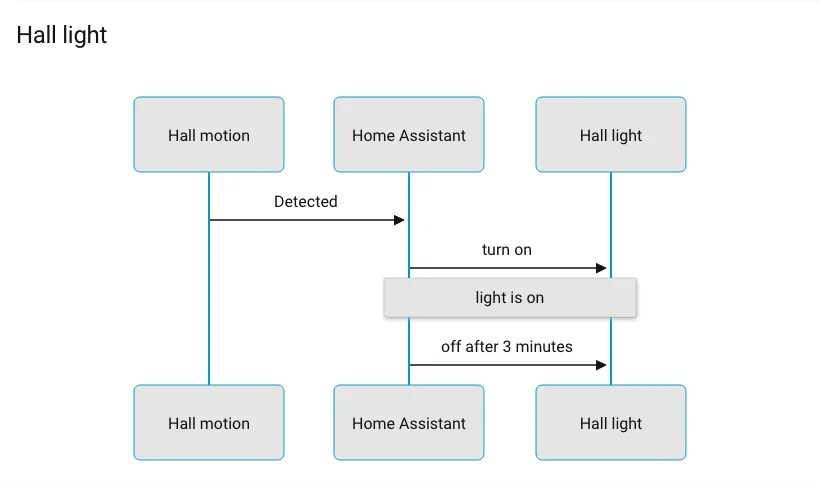 Hall light
Hall motion
Home Assistant
Hall light
Detected
turn on
light is on
off after 3 minutes
Hall motion
Home Assistant
Hall light